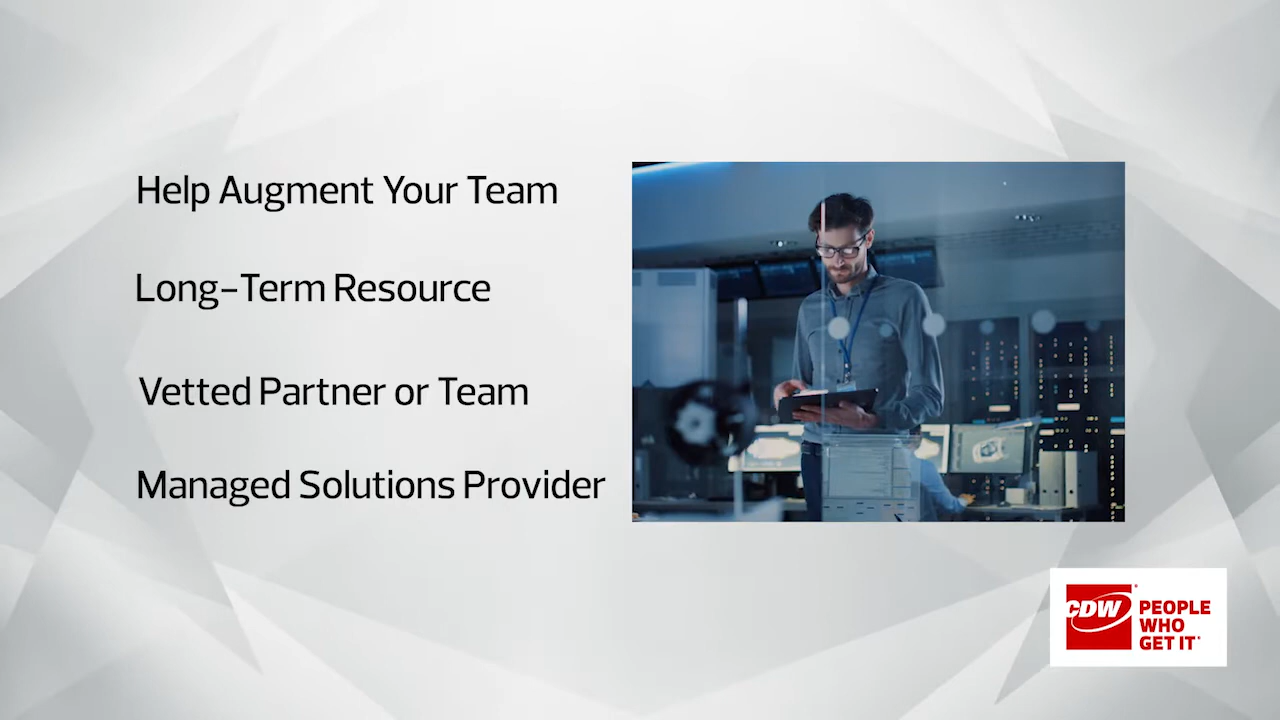 Help Augment Your Team
Long-Term Resource
Vetted Partner or Team
Managed Solutions Provider
CDW®
PEOPLE
WHO
GET IT®